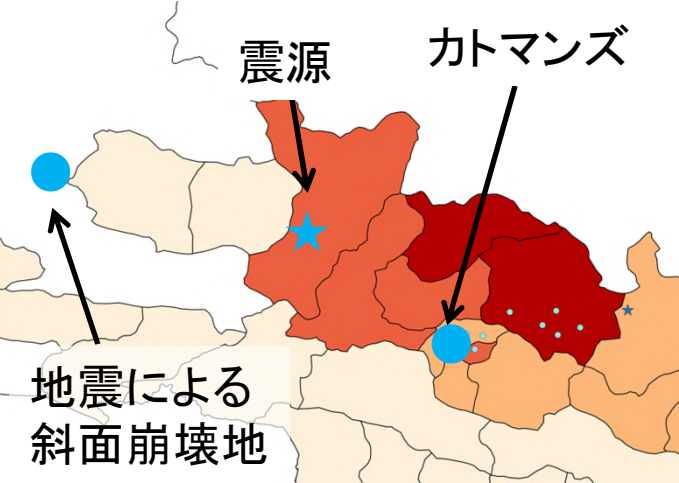 震源
カトマンズ
地震による
斜面崩壊地